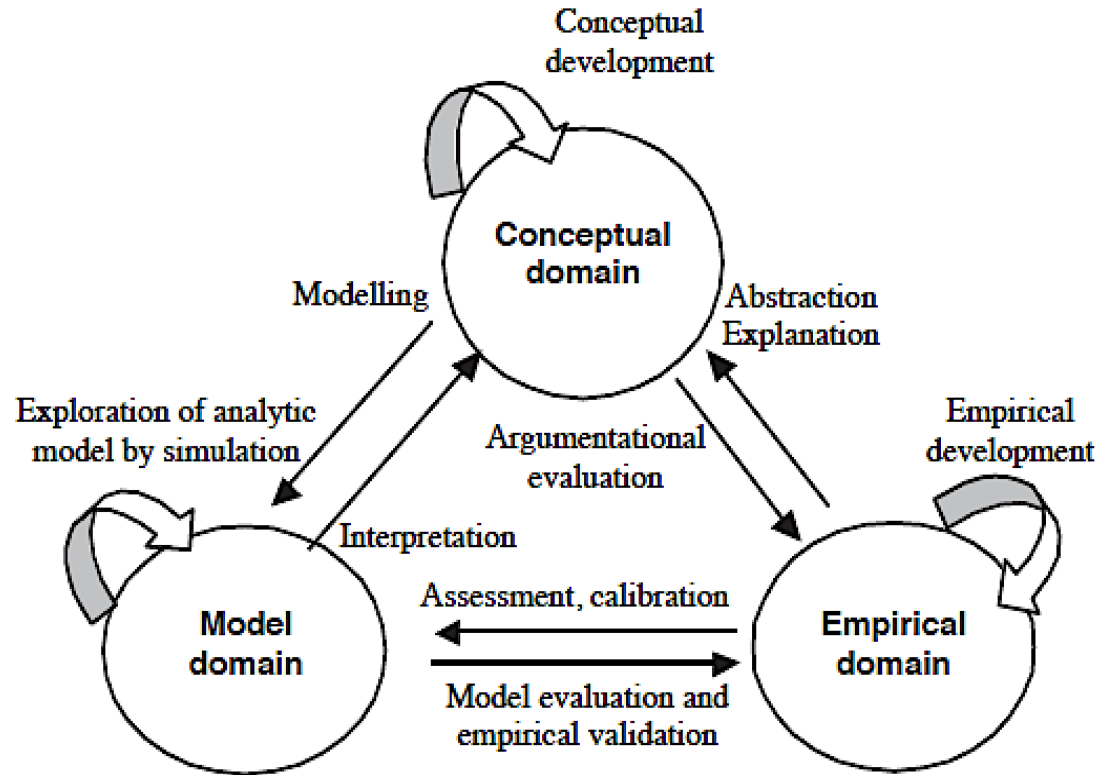 Conceptual
development
Conceptual
domain
Modelling
Abstraction
Explanation
Exploration of analytic
model by simulation
Argumentational
evaluation
Empirical
development
Interpretation
Assessment, calibration
Model
domain
Empirical
domain
Model evaluation and
empirical validation